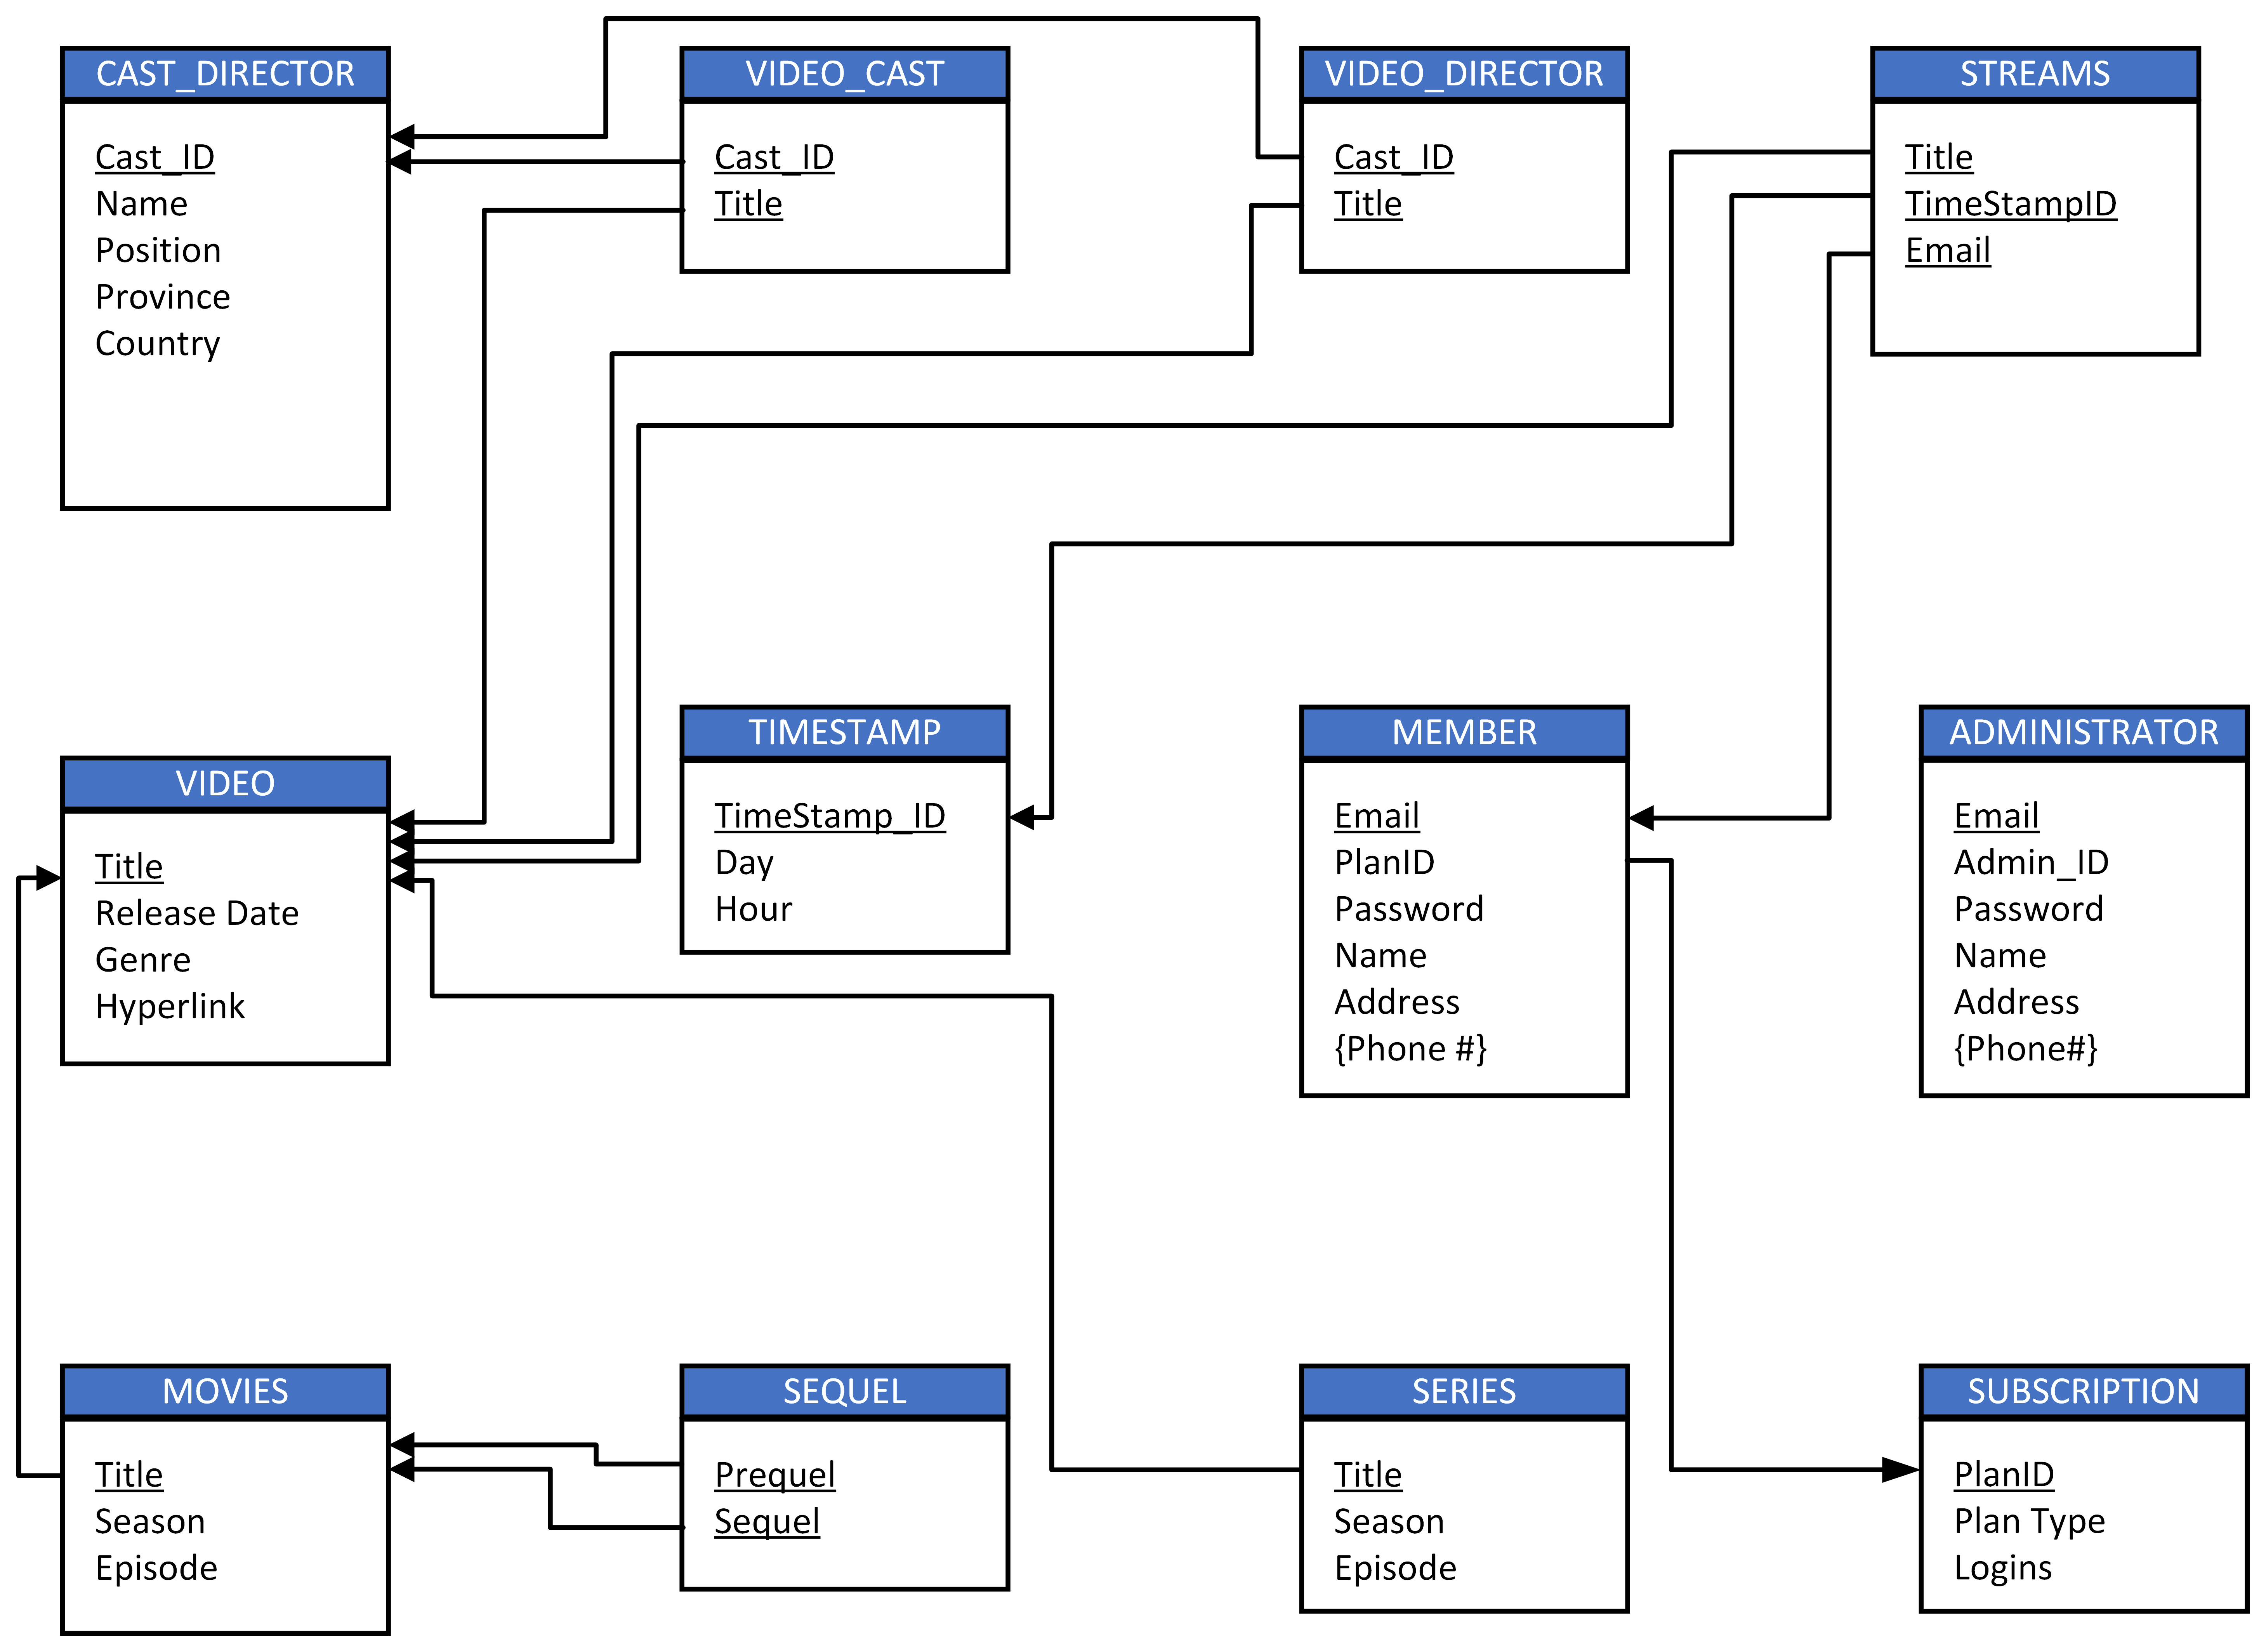 CAST_DIRECTOR
Cast_ID
Name
Position
Province
Country
VIDEO_CAST
Cast_ID
Title
VIDEO_DIRECTOR
Cast_ID
Title
STREAMS
Title
TimeStampID
Email
VIDEO
Title
Release Date
Genre
Hyperlink
TIMESTAMP
TimeStamp_ID
Day
Hour
MEMBER
Email
PlanID
Password
Name
Address
{Phone #}
ADMINISTRATOR
Email
Admin_ID
Password
Name
Address
{Phone#}
MOVIES
Title
Season
Episode
SEQUEL
Prequel
Sequel
SERIES
Title
Season
Episode
SUBSCRIPTION
PlanID
Plan Type
Logins